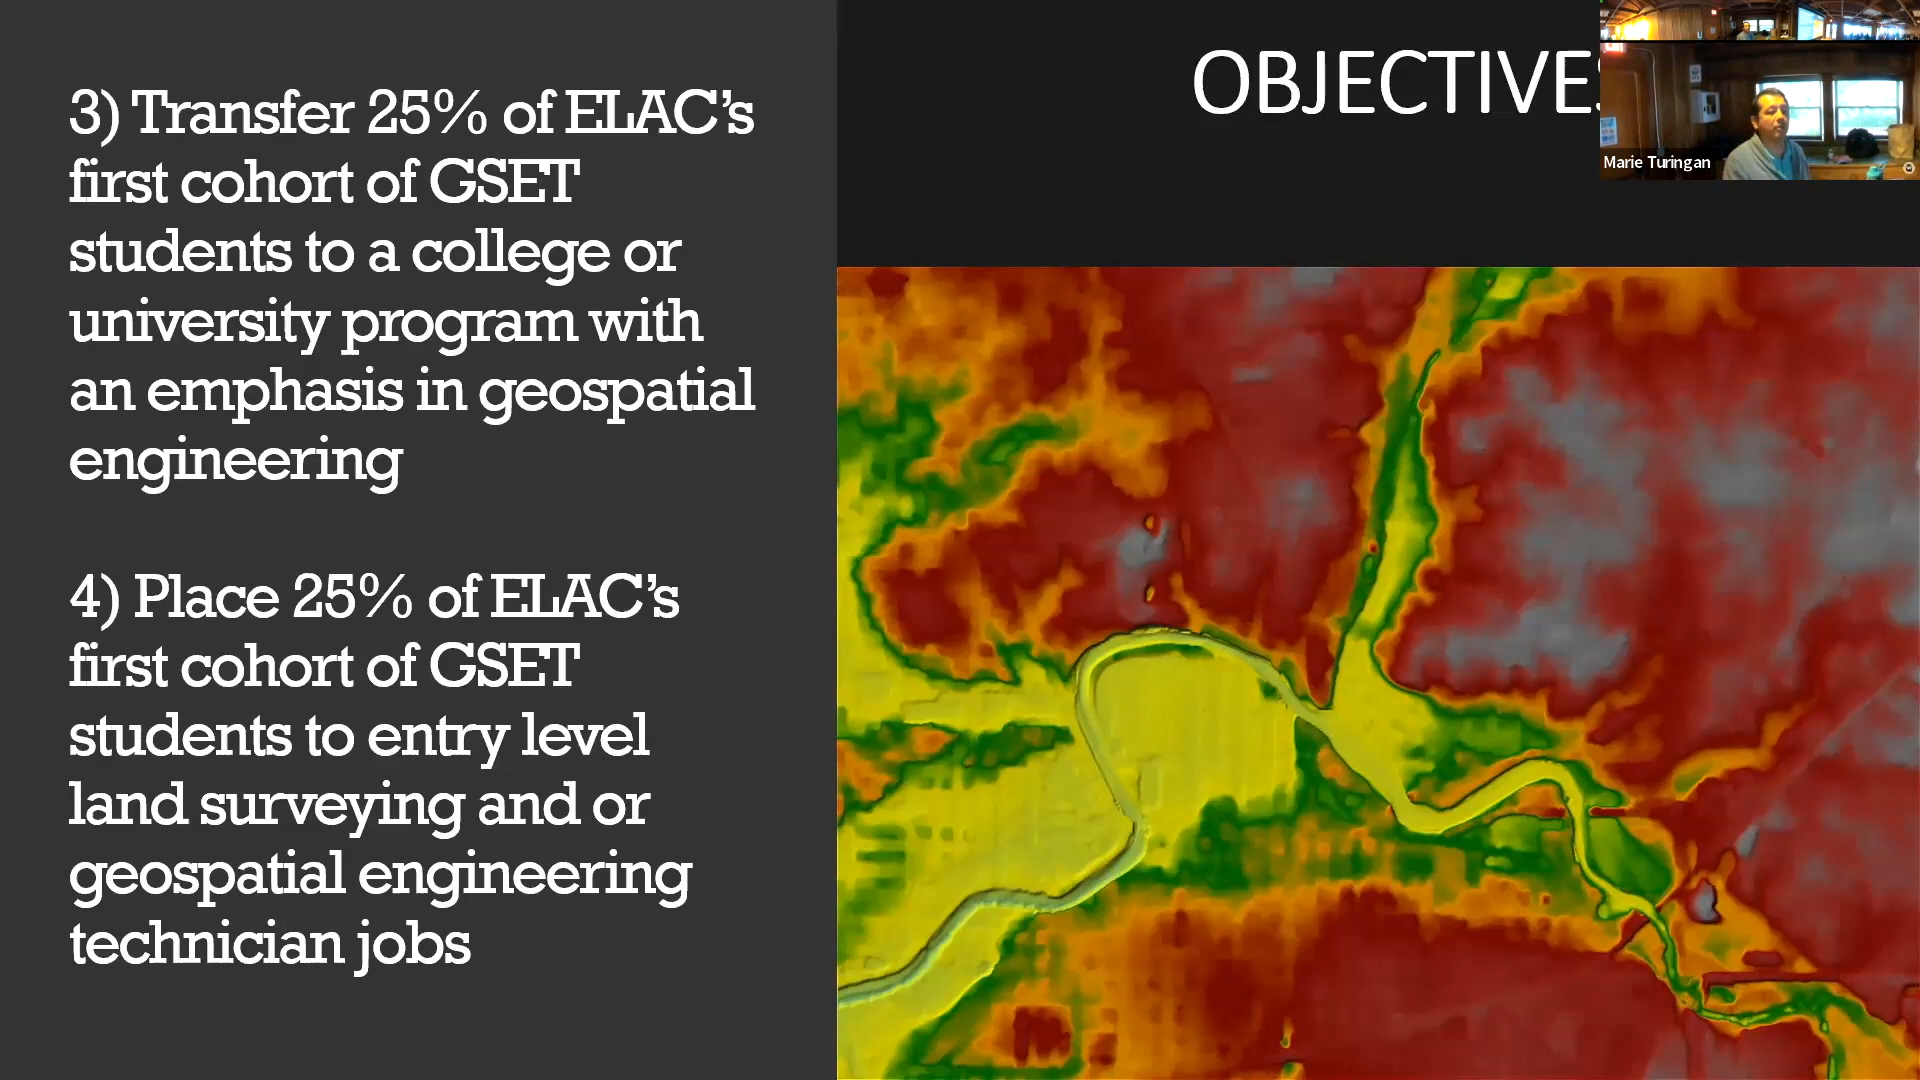 3) Transfer 25% of ELAC's
first cohort of GSET
students to a college or
university program with
an emphasis in geospatial
engineering
4) Place 25% of ELAC's
first cohort of GSET
students to entry level
land surveying and or
geospatial engineering
technician jobs
OBJECTIVES
Marie Turingan